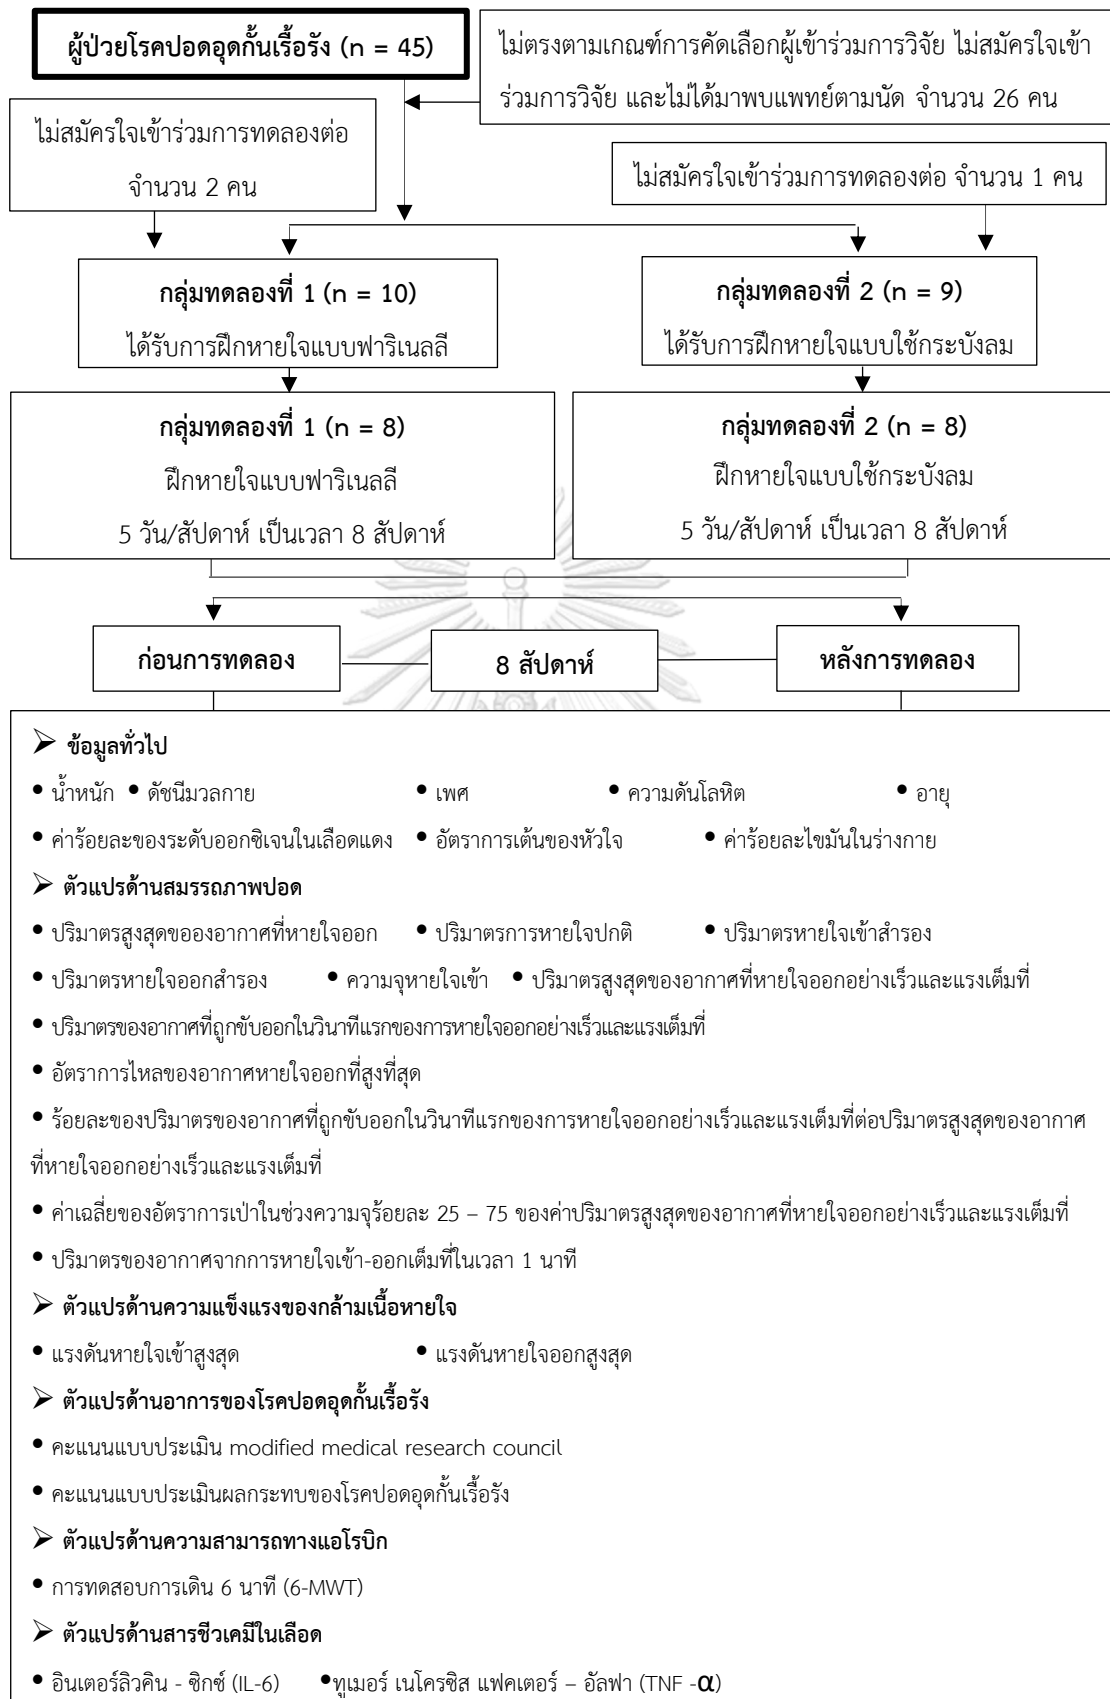 ผู้ป่วยโรคปอดอุดกั้นเรื้อรัง (n = 45)
ไม่ตรงตามเกณฑ์การคัดเลือกผู้เข้าร่วมการวิจัย ไม่สมัครใจเข้า
ร่วมการวิจัย และไม่ได้มาพบแพทย์ตามนัด จำนวน 26 คน
ไม่สมัครใจเข้าร่วมการทดลองต่อ
จำนวน 2 คน
ไม่สมัครใจเข้าร่วมการทดลองต่อ จำนวน 1 คน
กลุ่มทดลองที่ 1 (n = 10)
ได้รับการฝึกหายใจแบบฟาริเนลลี
กลุ่มทดลองที่ 2 (n = 9)
ได้รับการฝึกหายใจแบบใช้กระบังลม
กลุ่มทดลองที่ 1 (n = 8)
ฝึกหายใจแบบฟาริเนลลี
5 วัน/สัปดาห์ เป็นเวลา 8 สัปดาห์
กลุ่มทดลองที่ 2 (n = 8)
ฝึกหายใจแบบใช้กระบังลม
5 วัน/สัปดาห์ เป็นเวลา 8 สัปดาห์
ก่อนการทดลอง 8 สัปดาห์ หลังการทดลอง
➢ ข้อมูลทั่วไป
• น้ำหนัก • ดัชนีมวลกาย • เพศ • ความดันโลหิต • อายุ
• ค่าร้อยละของระดับออกซิเจนในเลือดแดง • อัตราการเต้นของหัวใจ • ค่าร้อยละไขมันในร่างกาย
➢ ตัวแปรด้านสมรรถภาพปอด
• ปริมาตรสูงสุดขอองอากาศที่หายใจออก • ปริมาตรการหายใจปกติ • ปริมาตรหายใจเข้าสำรอง
• ปริมาตรหายใจออกสำรอง • ความจุหายใจเข้า • ปริมาตรสูงสุดของอากาศที่หายใจออกอย่างเร็วและแรงเต็มที่
• ปริมาตรของอากาศที่ถูกขับออกในวินาทีแรกของการหายใจออกอย่างเร็วและแรงเต็มที่
• อัตราการไหลของอากาศหายใจออกที่สูงที่สุด
• ร้อยละของปริมาตรของอากาศที่ถูกขับออกในวินาทีแรกของการหายใจออกอย่างเร็วและแรงเต็มที่ต่อปริมาตรสูงสุดของอากาศ
ที่หายใจออกอย่างเร็วและแรงเต็มที่
• ค่าเฉลี่ยของอัตราการเป่าในช่วงความจุร้อยละ 25 – 75 ของค่าปริมาตรสูงสุดของอากาศที่หายใจออกอย่างเร็วและแรงเต็มที่
• ปริมาตรของอากาศจากการหายใจเข้า-ออกเต็มที่ในเวลา 1 นาที
➢ ตัวแปรด้านความแข็งแรงของกล้ามเนื้อหายใจ
• แรงดันหายใจเข้าสูงสุด • แรงดันหายใจออกสูงสุด
➢ ตัวแปรด้านอาการของโรคปอดอุดกั้นเรื้อรัง
• คะแนนแบบประเมิน modified medical research council
• คะแนนแบบประเมินผลกระทบของโรคปอดอุดกั้นเรื้อรัง
➢ ตัวแปรด้านความสามารถทางแอโรบิก
• การทดสอบการเดิน 6 นาที (6-MWT)
➢ ตัวแปรด้านสารชีวเคมีในเลือด
• อินเตอร์ลิวคิน - ซิกซ์ (IL-6) •ทูเมอร์ เนโครซิส แฟคเตอร์ – อัลฟา (TNF -α)